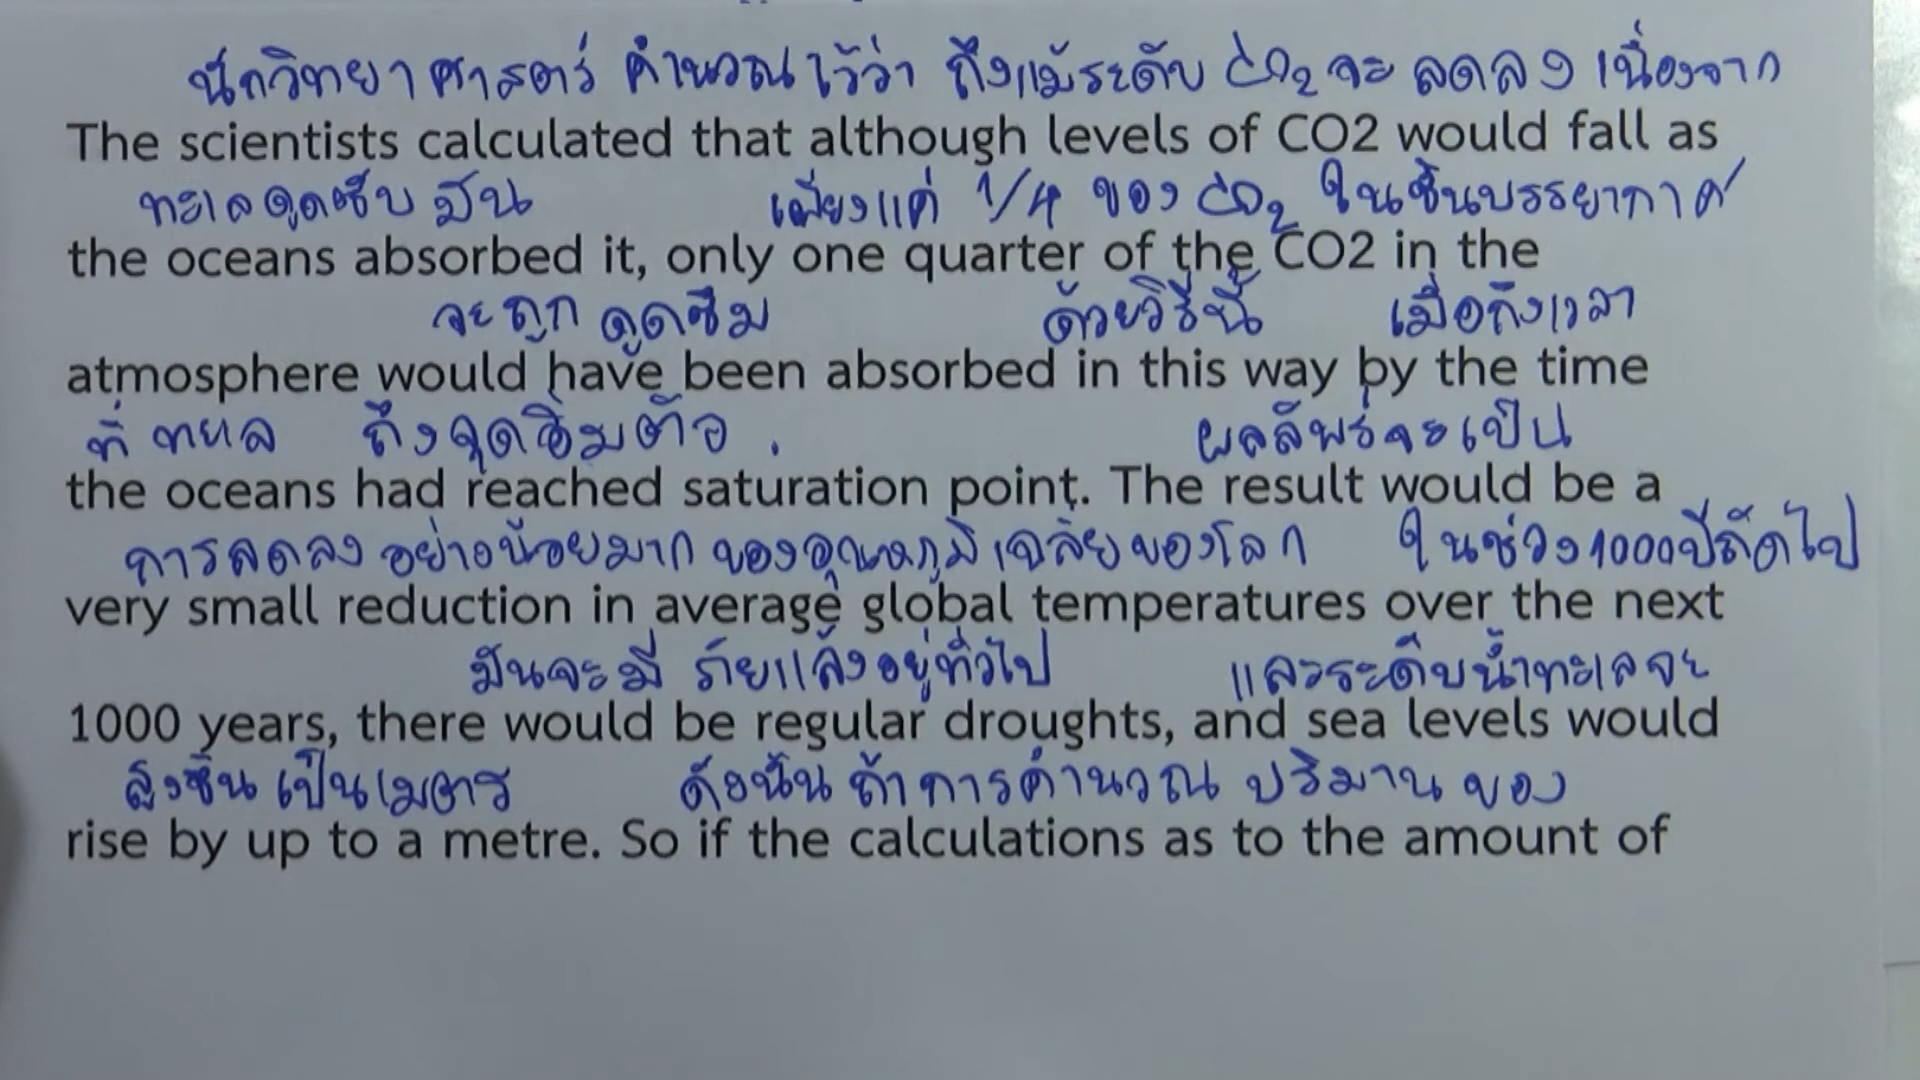 นักวิทยาศาสตร์ คำนวณไว้ว่า ถึงแม้ระดับ CO₂ จะ ลดลง เนื่องจาก
The scientists calculated that although levels of CO2 would fall as
ทะเลดูดซับ มัน เพียงแค่ 1/4 ของ CO₂ ในชั้นบรรยากาศ
the oceans absorbed it, only one quarter of the CO2 in the
จะถูก ดูดซึม ด้วยวิธีนี้ เมื่อถึงเวลา
atmosphere would have been absorbed in this way by the time
ที่ ทะเล ถึงจุดอิ่มตัว .
ผลลัพธ์จะเป็น
the oceans had reached saturation point. The result would be a
การลดลง อย่างน้อยมาก ของอุณหภูมิเฉลี่ยของโลก ในช่วง 1000 ปีถัดไป
very small reduction in average global temperatures over the next
มันจะมี ภัยแล้งอยู่ทั่วไป และระดับน้ำทะเลจะ
1000 years, there would be regular droughts, and sea levels would
สูงขึ้น เป็นเมตร ดังนั้น ถ้าการคำนวณ ปริมาณ ของ
rise by up to a metre. So if the calculations as to the amount of